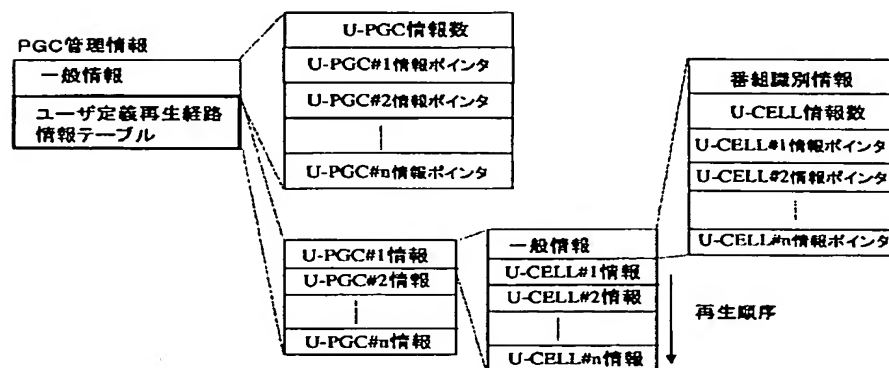 PGC管理情報
一般情報
ユーザ定義再生経路
情報テーブル
U-PGC情報数
U-PGC#1情報ポインタ
U-PGC#2情報ポインタ
U-PGC#n情報ポインタ
U-PGC#1情報
U-PGC#2情報
U-PGC#n情報
一般情報
U-CELL#1情報
U-CELL#2情報
U-CELL#n情報
番組識別情報
U-CELL情報数
U-CELL#1情報ポインタ
U-CELL#2情報ポインタ
U-CELL#n情報ポインタ
再生順序